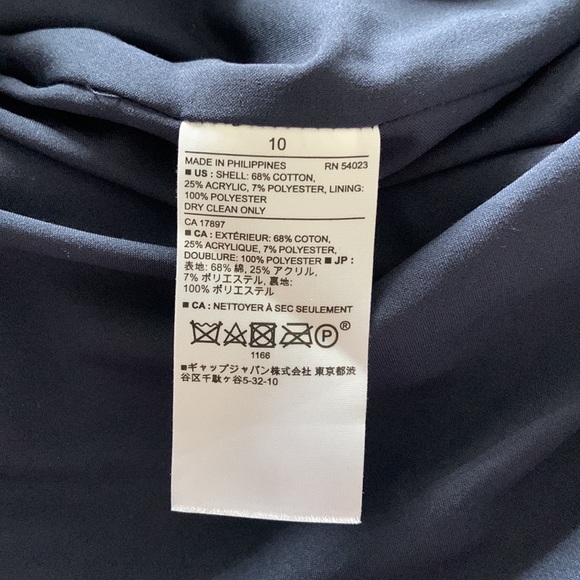 10
MADE IN PHILIPPINES RN 54023
■ US : SHELL: 68% COTTON,
25% ACRYLIC, 7% POLYESTER, LINING:
100% POLYESTER
DRY CLEAN ONLY
CA 17897
■ CA : EXTÉRIEUR: 68% COTON,
25% ACRYLIQUE, 7% POLYESTER,
DOUBLURE: 100% POLYESTER ■ JP :
表地: 68% 綿, 25% アクリル,
7% ポリエステル, 裏地:
100% ポリエステル
■ CA : NETTOYER À SEC SEULEMENT
P®
1166
■ギャップジャパン株式会社 東京都渋
谷区千駄ヶ谷5-32-10